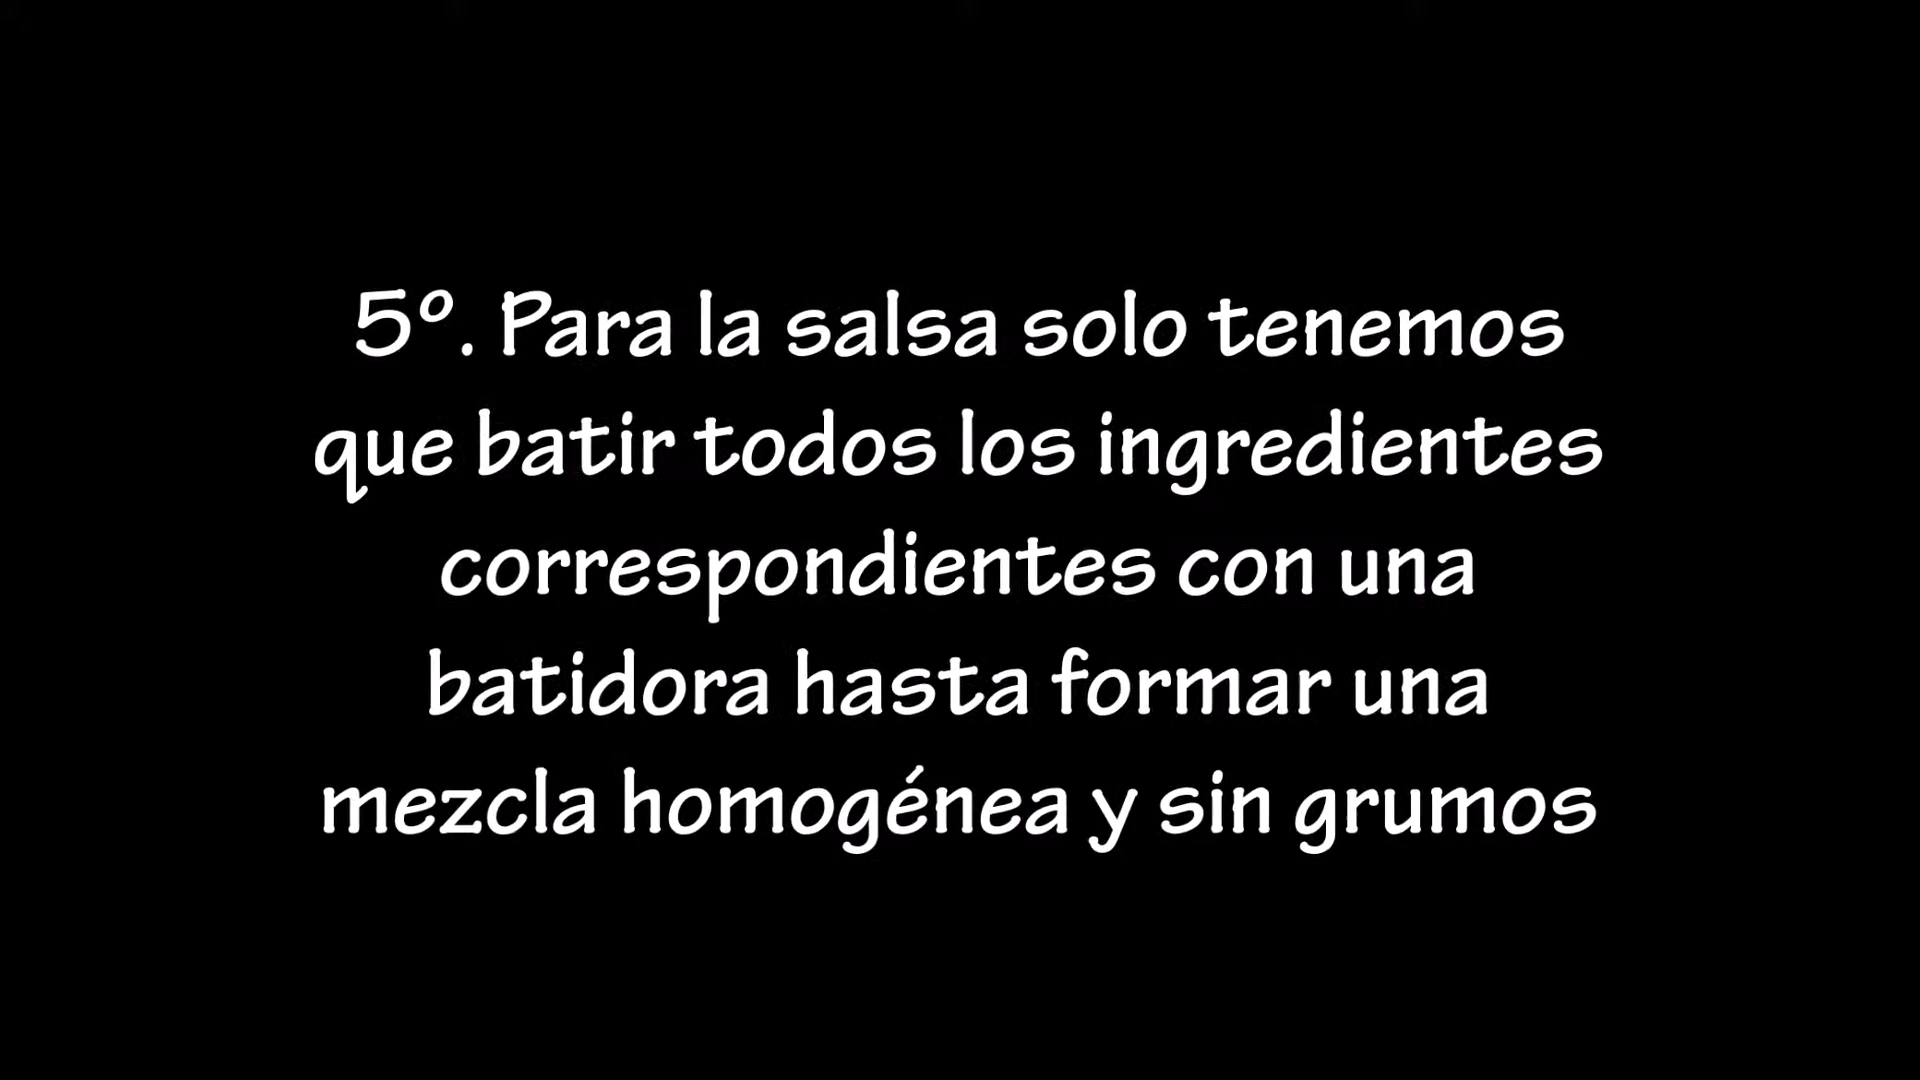 5º. Para la salsa solo tenemos
que batir todos los ingredientes
correspondientes con una
batidora hasta formar una
mezcla homogénea y sin grumos